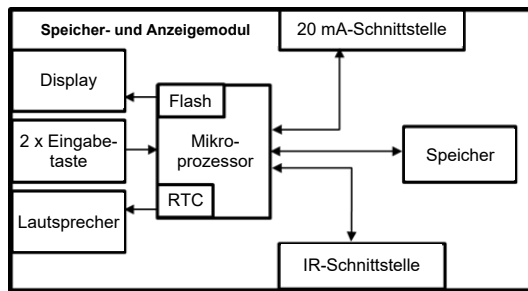 Speicher- und Anzeigemodul
20 mA-Schnittstelle
Display
Flash
2 x Eingabe-
taste
Mikro-
prozessor
Speicher
RTC
Lautsprecher
IR-Schnittstelle